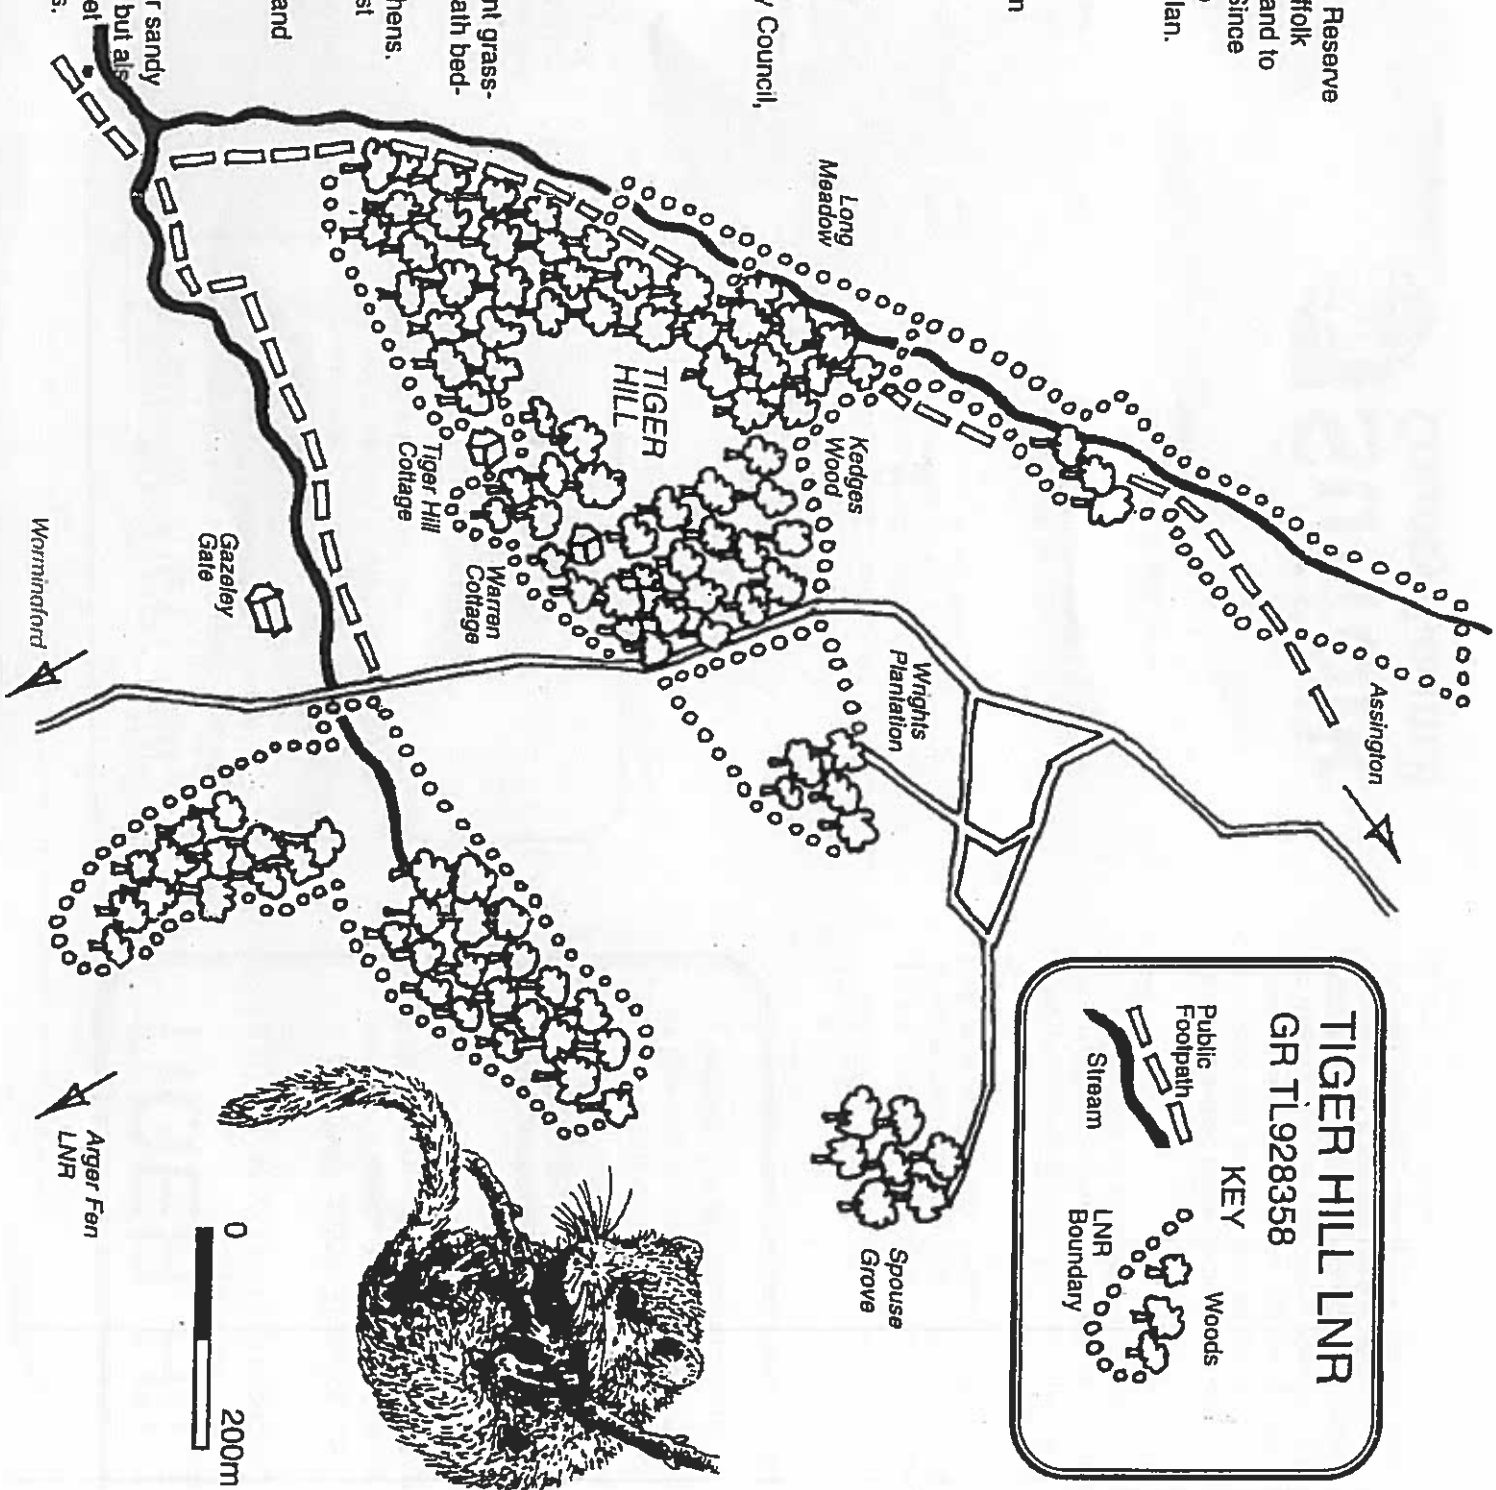 Reserve
ffolk
and to
Since
lan.
n
y Council,
nt grass-
ath bed-
hens.
st
and
r sandy
but als
et
s.
TIGER HILL LNR
GR TL928358
KEY
Public
Footpath
Stream
Woods
LNR
Boundary
Assington
Long
Meadow
Kedges
Wood
Wrights
Plantation
TIGER
HILL
Tiger Hill
Cottage
Warren
Cottage
Gazeley
Gate
Wormingford
Spouse
Grove
Arger Fen
LNR
0 200m